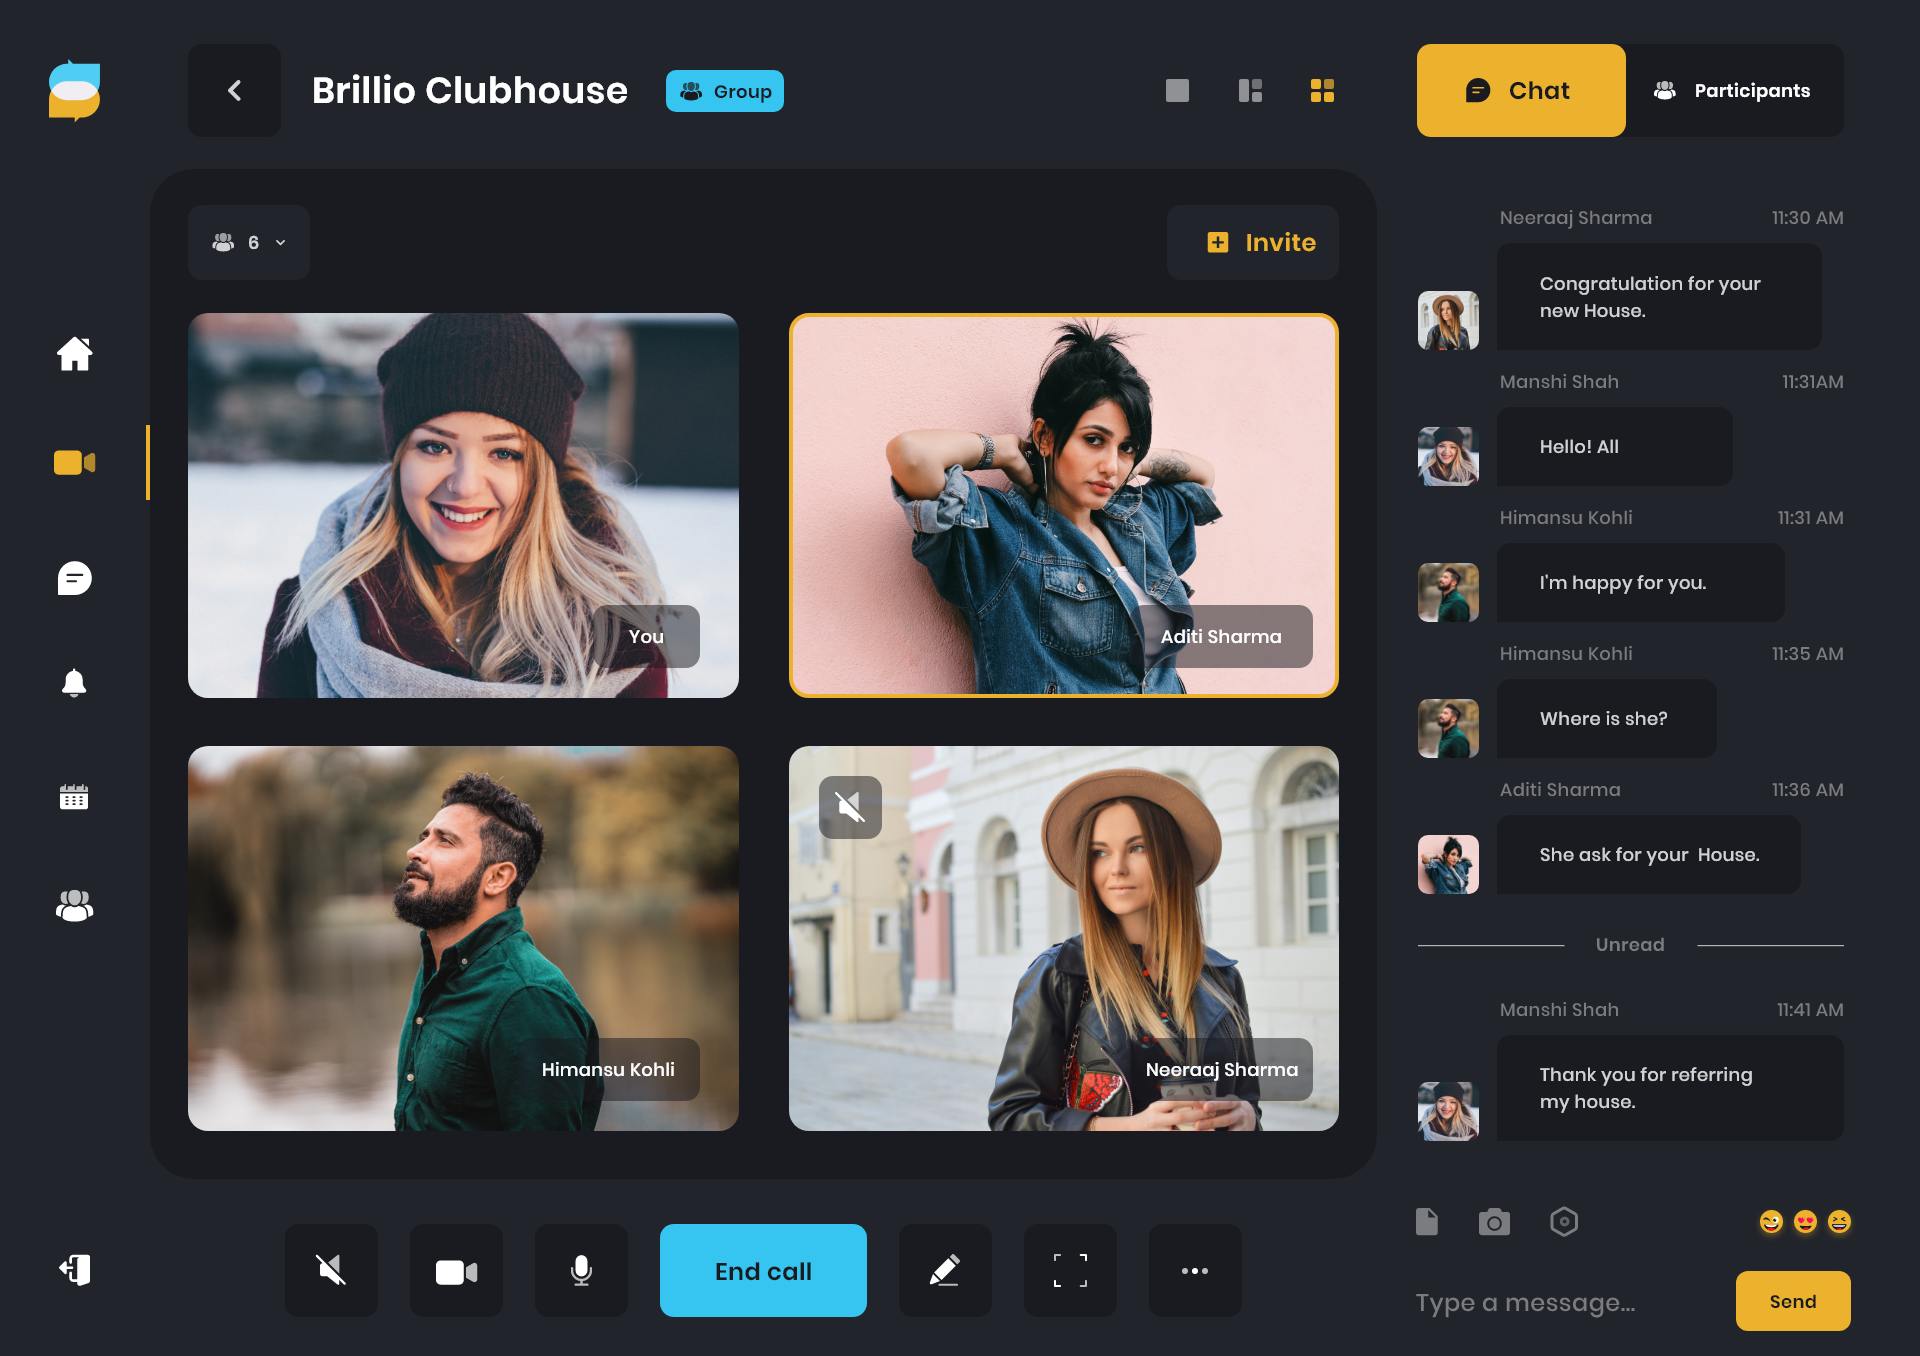 Brillio Clubhouse
Group
Chat
Participants
6
Invite
You
Aditi Sharma
Himansu Kohli
Neeraaj Sharma
End call
Neeraaj Sharma 11:30 AM
Congratulation for your
new House.
Manshi Shah 11:31AM
Hello! All
Himansu Kohli 11:31 AM
I'm happy for you.
Himansu Kohli 11:35 AM
Where is she?
Aditi Sharma 11:36 AM
She ask for your  House.
Unread
Manshi Shah 11:41 AM
Thank you for referring
my house.
Type a message...
Send